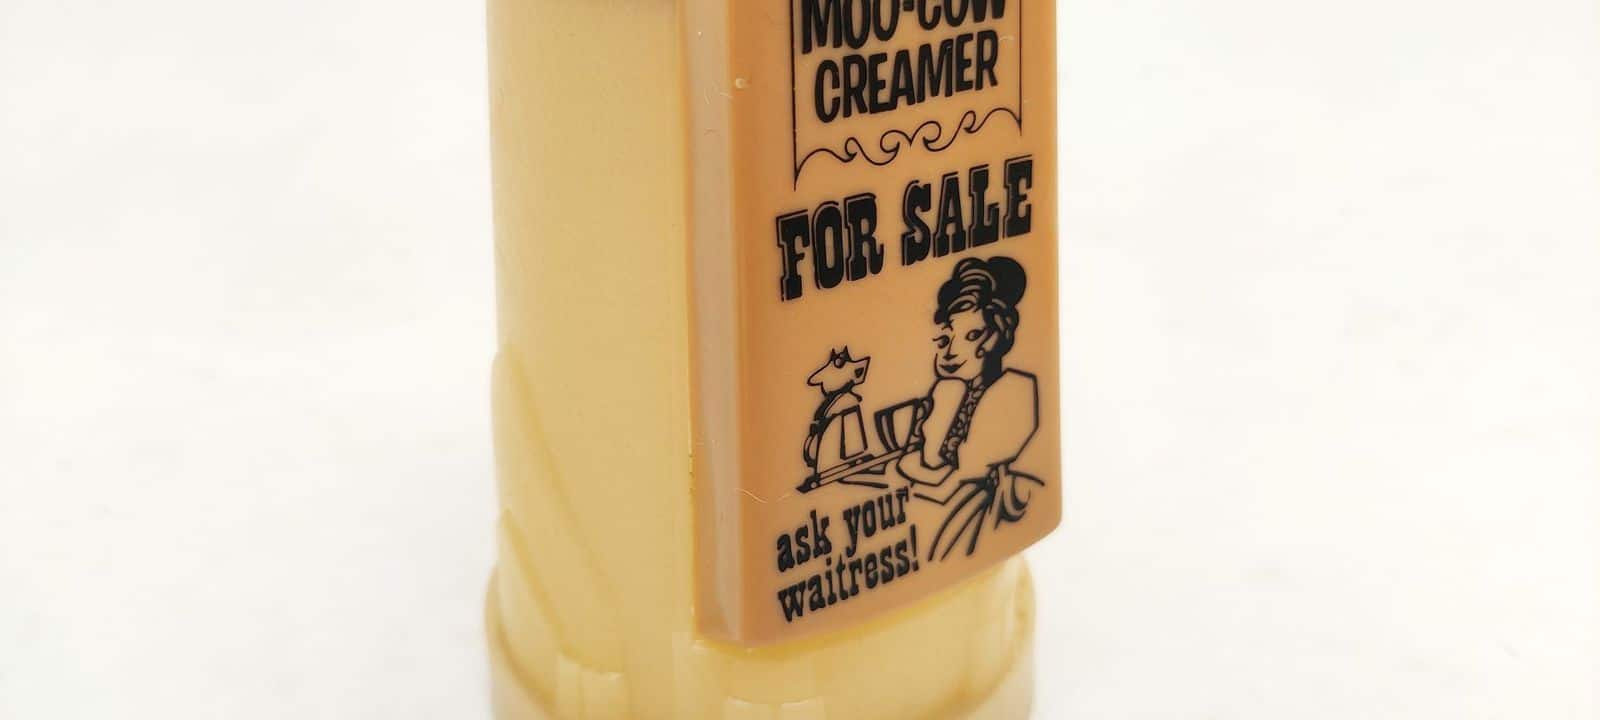 MOO-COW
CREAMER
FOR SALE
ask your
waitress!